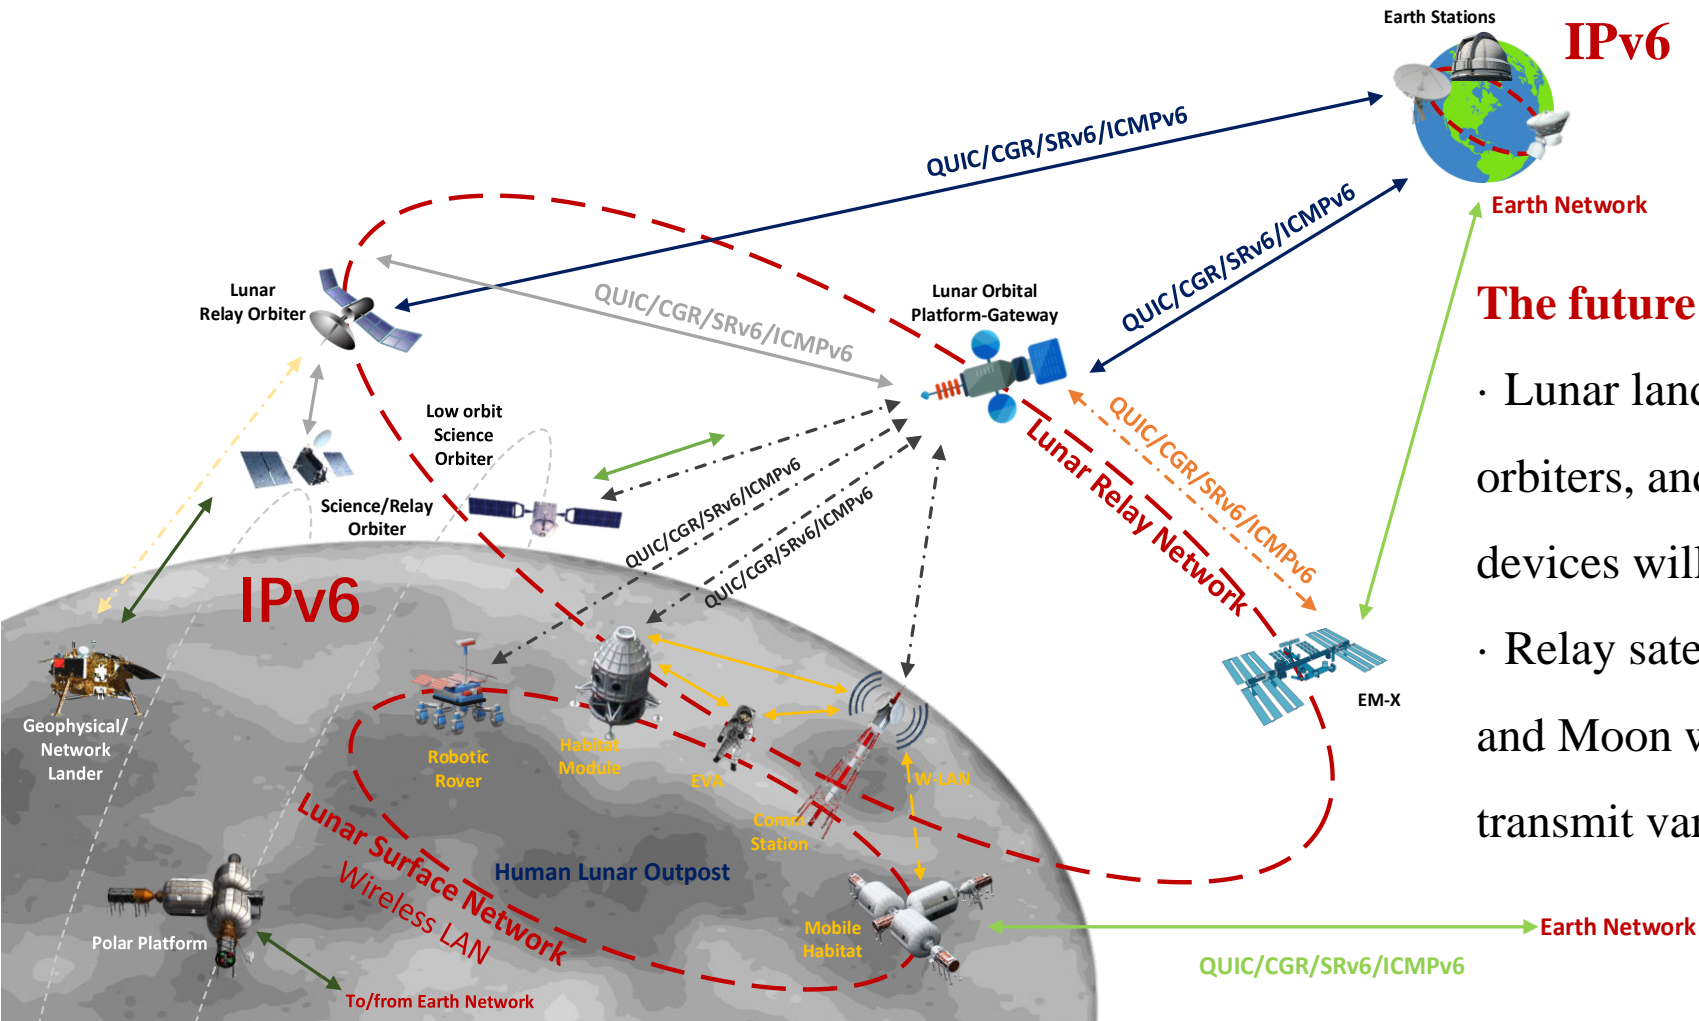 Earth Stations
IPv6
QUIC/CGR/SRv6/ICMPv6
QUIC/CGR/SRv6/ICMPv6
Earth Network
Lunar
Relay Orbiter
QUIC/CGR/SRv6/ICMPv6
Lunar Orbital
Platform-Gateway
The future
· Lunar land
orbiters, and
devices will
· Relay sate
and Moon w
transmit var
Low orbit
Science
Orbiter
QUIC/CGR/SRv6/ICMPv6
Lunar Relay Network
Science/Relay
Orbiter
QUIC/CGR/SRv6/ICMPv6
QUIC/CGR/SRv6/ICMPv6
IPv6
EM-X
Geophysical/
Network
Lander
Robotic
Rover
Habitat
Module
EVA
W-LAN
Comm
Station
Lunar Surface Network
Wireless LAN
Human Lunar Outpost
Polar Platform
Mobile
Habitat
Earth Network
QUIC/CGR/SRv6/ICMPv6
To/from Earth Network